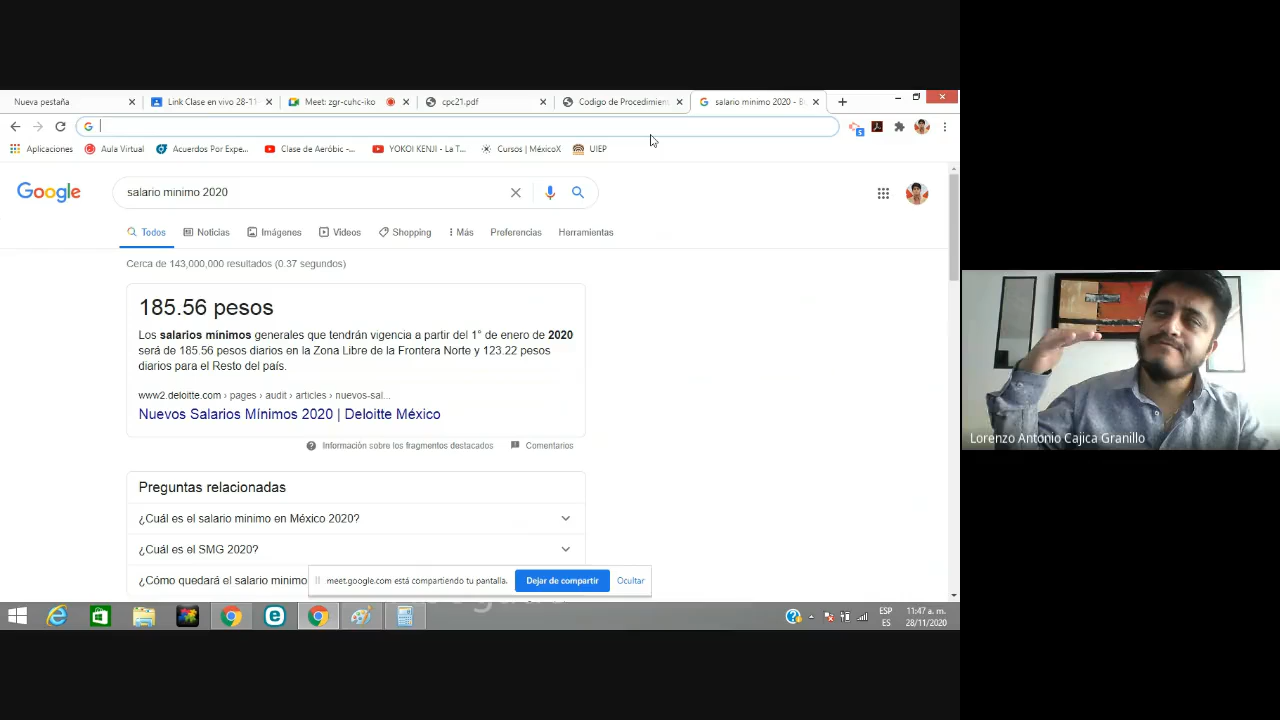 Nueva pestaña
Link Clase en vivo 28-11
Meet: zgr-cuhc-iko
cpc21.pdf
Codigo de Procedimien
salario minimo 2020 - B
Aplicaciones
Aula Virtual
Acuerdos Por Expe...
Clase de Aeróbic -...
YOKOI KENJI - La T...
Cursos | MéxicoX
UIEP
Google
salario minimo 2020
Todos
Noticias
Imágenes
Videos
Shopping
Más
Preferencias
Herramientas
Cerca de 143,000,000 resultados (0.37 segundos)
185.56 pesos
Los salarios mínimos generales que tendrán vigencia a partir del 1° de enero de 2020
será de 185.56 pesos diarios en la Zona Libre de la Frontera Norte y 123.22 pesos
diarios para el Resto del país.
www2.deloitte.com › pages › audit › articles › nuevos-sal...
Nuevos Salarios Mínimos 2020 | Deloitte México
Información sobre los fragmentos destacados
Comentarios
Preguntas relacionadas
¿Cuál es el salario minimo en México 2020?
¿Cuál es el SMG 2020?
¿Cómo quedará el salario minimo
meet.google.com está compartiendo tu pantalla.
Dejar de compartir
Ocultar
ESP
ES
11:47 a. m.
28/11/2020
Lorenzo Antonio Cajica Granillo